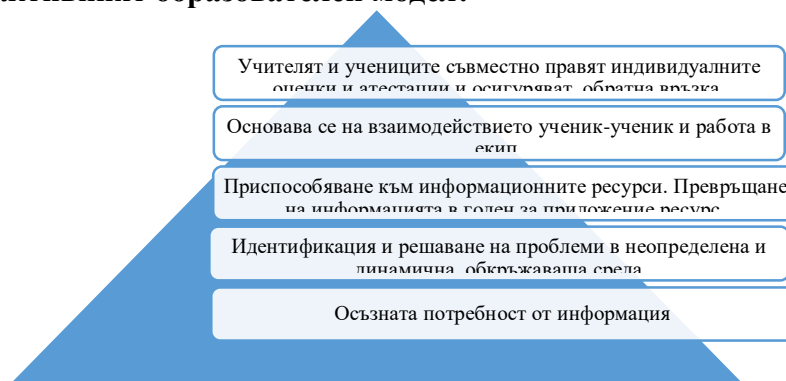 образователен модел.
Учителят и учениците съвместно правят индивидуалните
оценки и атестации и осигуряват обратна връзка
Основава се на взаимодействието ученик-ученик и работа в
екип
Приспособяване към информационните ресурси. Превръщане
на информацията в годен за приложение ресурс
Идентификация и решаване на проблеми в неопределена и
динамична обкръжаваща среда
Осъзната потребност от информация